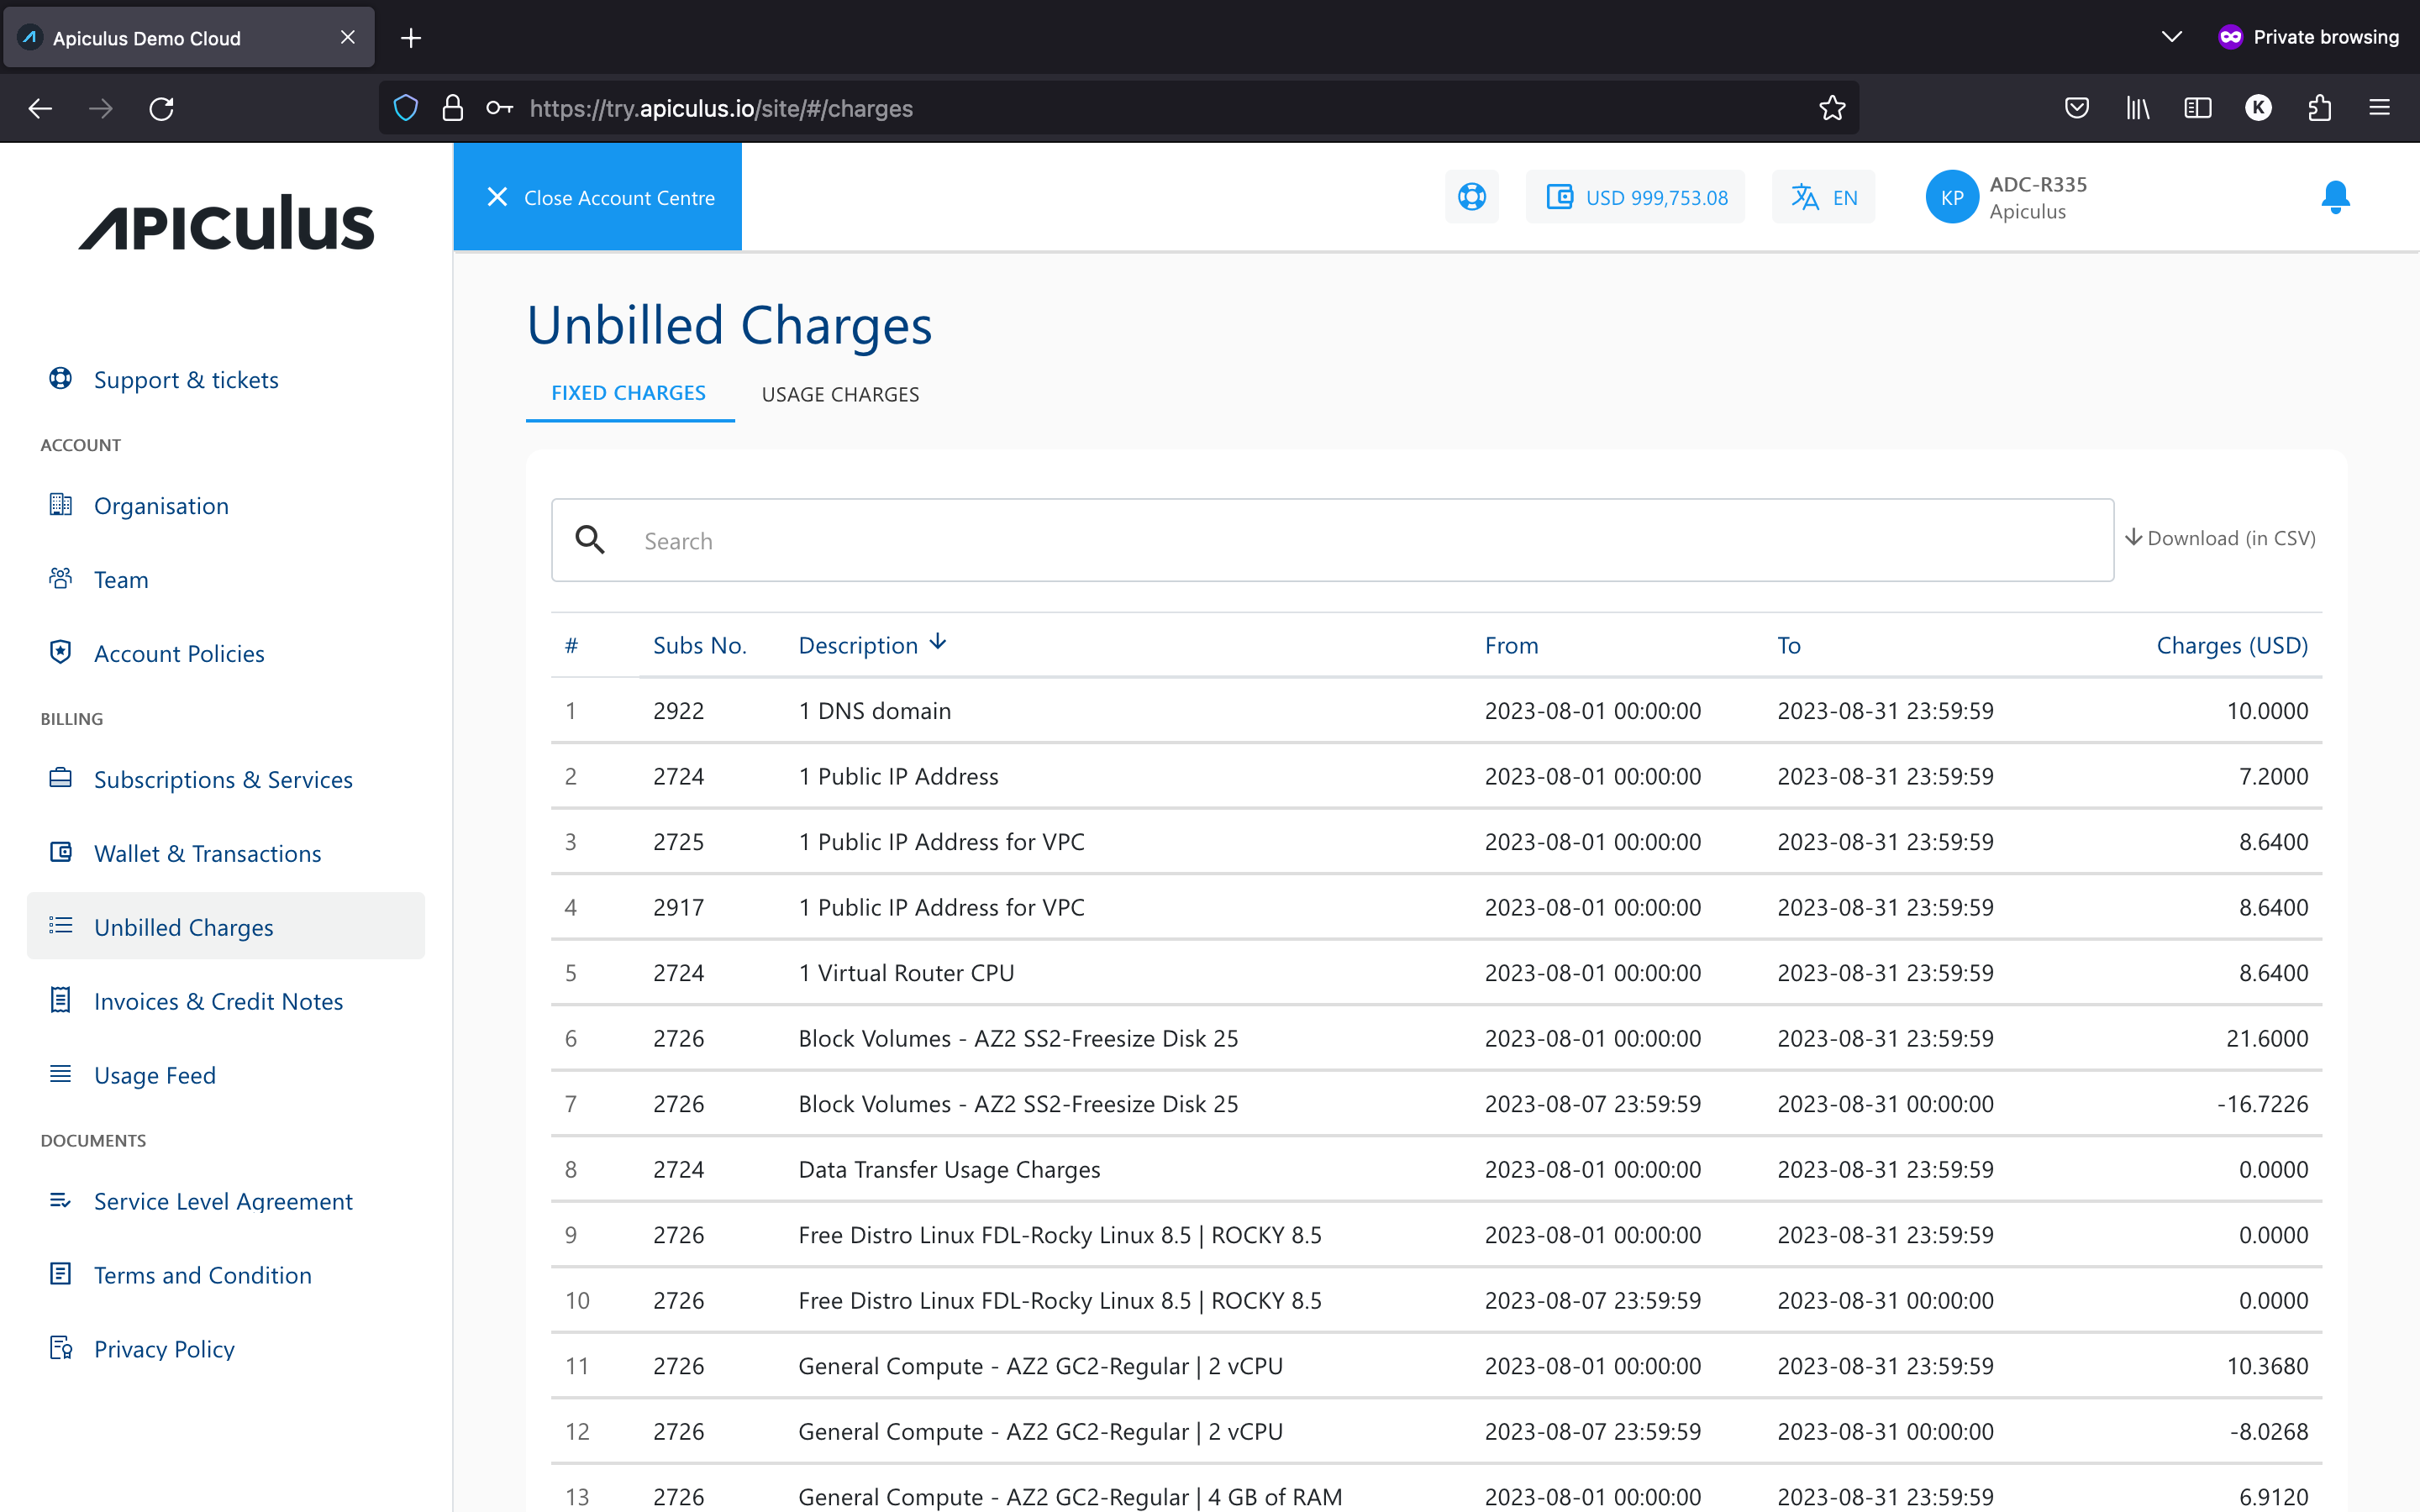 Apiculus Demo Cloud
Private browsing
https://try.apiculus.io/site/#/charges
K
APICULUS
Close Account Centre
USD 999,753.08
EN
KP
ADC-R335
Apiculus
Support & tickets
ACCOUNT
Organisation
Team
Account Policies
BILLING
Subscriptions & Services
Wallet & Transactions
Unbilled Charges
Invoices & Credit Notes
Usage Feed
DOCUMENTS
Service Level Agreement
Terms and Condition
Privacy Policy
Unbilled Charges
FIXED CHARGES USAGE CHARGES
Search
Download (in CSV)
# Subs No. Description From To Charges (USD)
1 2922 1 DNS domain 2023-08-01 00:00:00 2023-08-31 23:59:59 10.0000
2 2724 1 Public IP Address 2023-08-01 00:00:00 2023-08-31 23:59:59 7.2000
3 2725 1 Public IP Address for VPC 2023-08-01 00:00:00 2023-08-31 23:59:59 8.6400
4 2917 1 Public IP Address for VPC 2023-08-01 00:00:00 2023-08-31 23:59:59 8.6400
5 2724 1 Virtual Router CPU 2023-08-01 00:00:00 2023-08-31 23:59:59 8.6400
6 2726 Block Volumes - AZ2 SS2-Freesize Disk 25 2023-08-01 00:00:00 2023-08-31 23:59:59 21.6000
7 2726 Block Volumes - AZ2 SS2-Freesize Disk 25 2023-08-07 23:59:59 2023-08-31 00:00:00 -16.7226
8 2724 Data Transfer Usage Charges 2023-08-01 00:00:00 2023-08-31 23:59:59 0.0000
9 2726 Free Distro Linux FDL-Rocky Linux 8.5 | ROCKY 8.5 2023-08-01 00:00:00 2023-08-31 23:59:59 0.0000
10 2726 Free Distro Linux FDL-Rocky Linux 8.5 | ROCKY 8.5 2023-08-07 23:59:59 2023-08-31 00:00:00 0.0000
11 2726 General Compute - AZ2 GC2-Regular | 2 vCPU 2023-08-01 00:00:00 2023-08-31 23:59:59 10.3680
12 2726 General Compute - AZ2 GC2-Regular | 2 vCPU 2023-08-07 23:59:59 2023-08-31 00:00:00 -8.0268
13 2726 General Compute - AZ2 GC2-Regular | 4 GB of RAM 2023-08-01 00:00:00 2023-08-31 23:59:59 6.9120